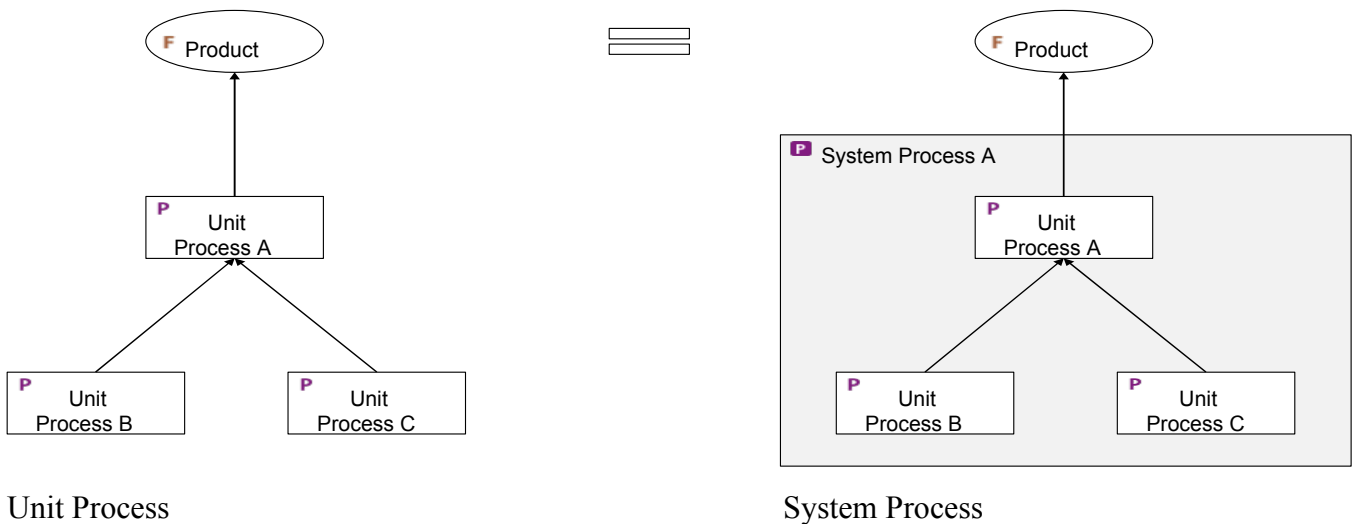 F Product
F Product
P System Process A
P Unit
Process A
P Unit
Process A
P Unit
Process B
P Unit
Process C
P Unit
Process B
P Unit
Process C
Unit Process
System Process